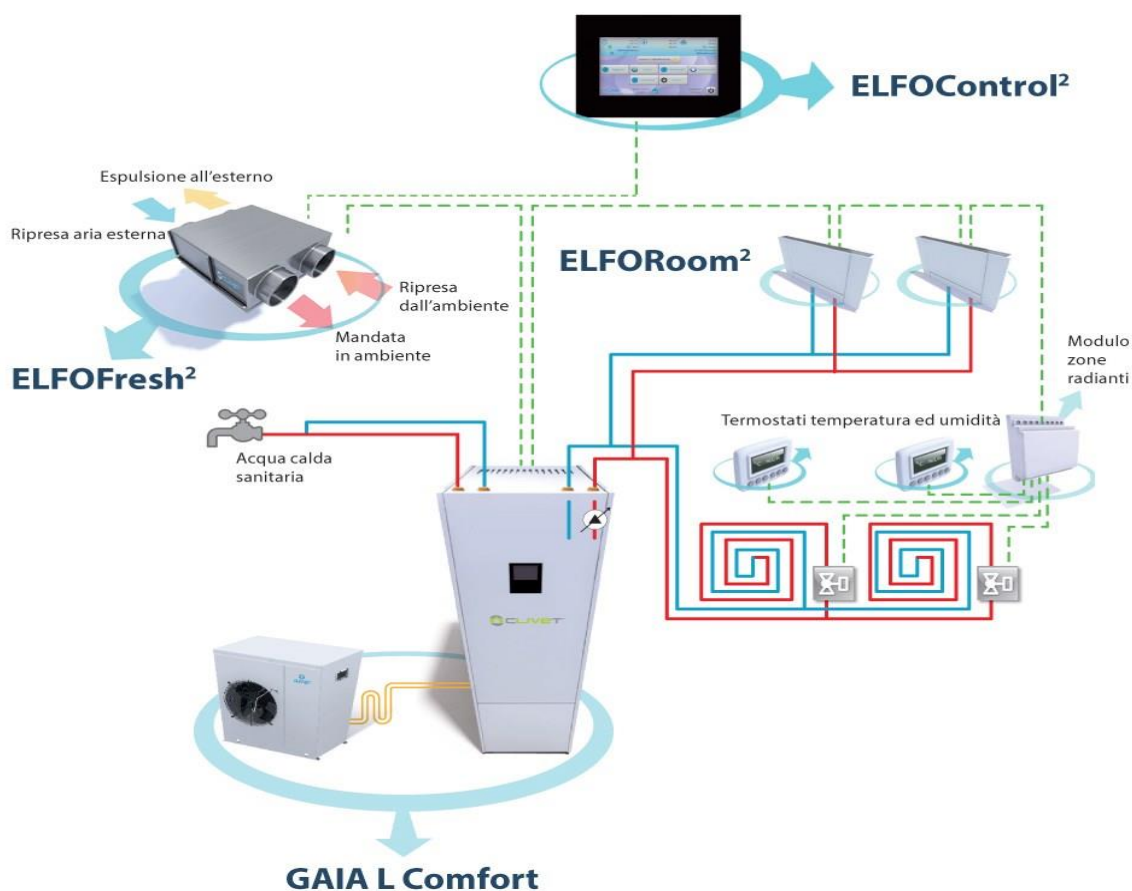 ELFOControl²
Espulsione all'esterno
Ripresa aria esterna
ELFORoom²
Ripresa
dall'ambiente
Mandata
in ambiente
ELFOFresh²
Modulo
zone
radianti
Termostati temperatura ed umidità
Acqua calda
sanitaria
CLIVET
GAIA L Comfort